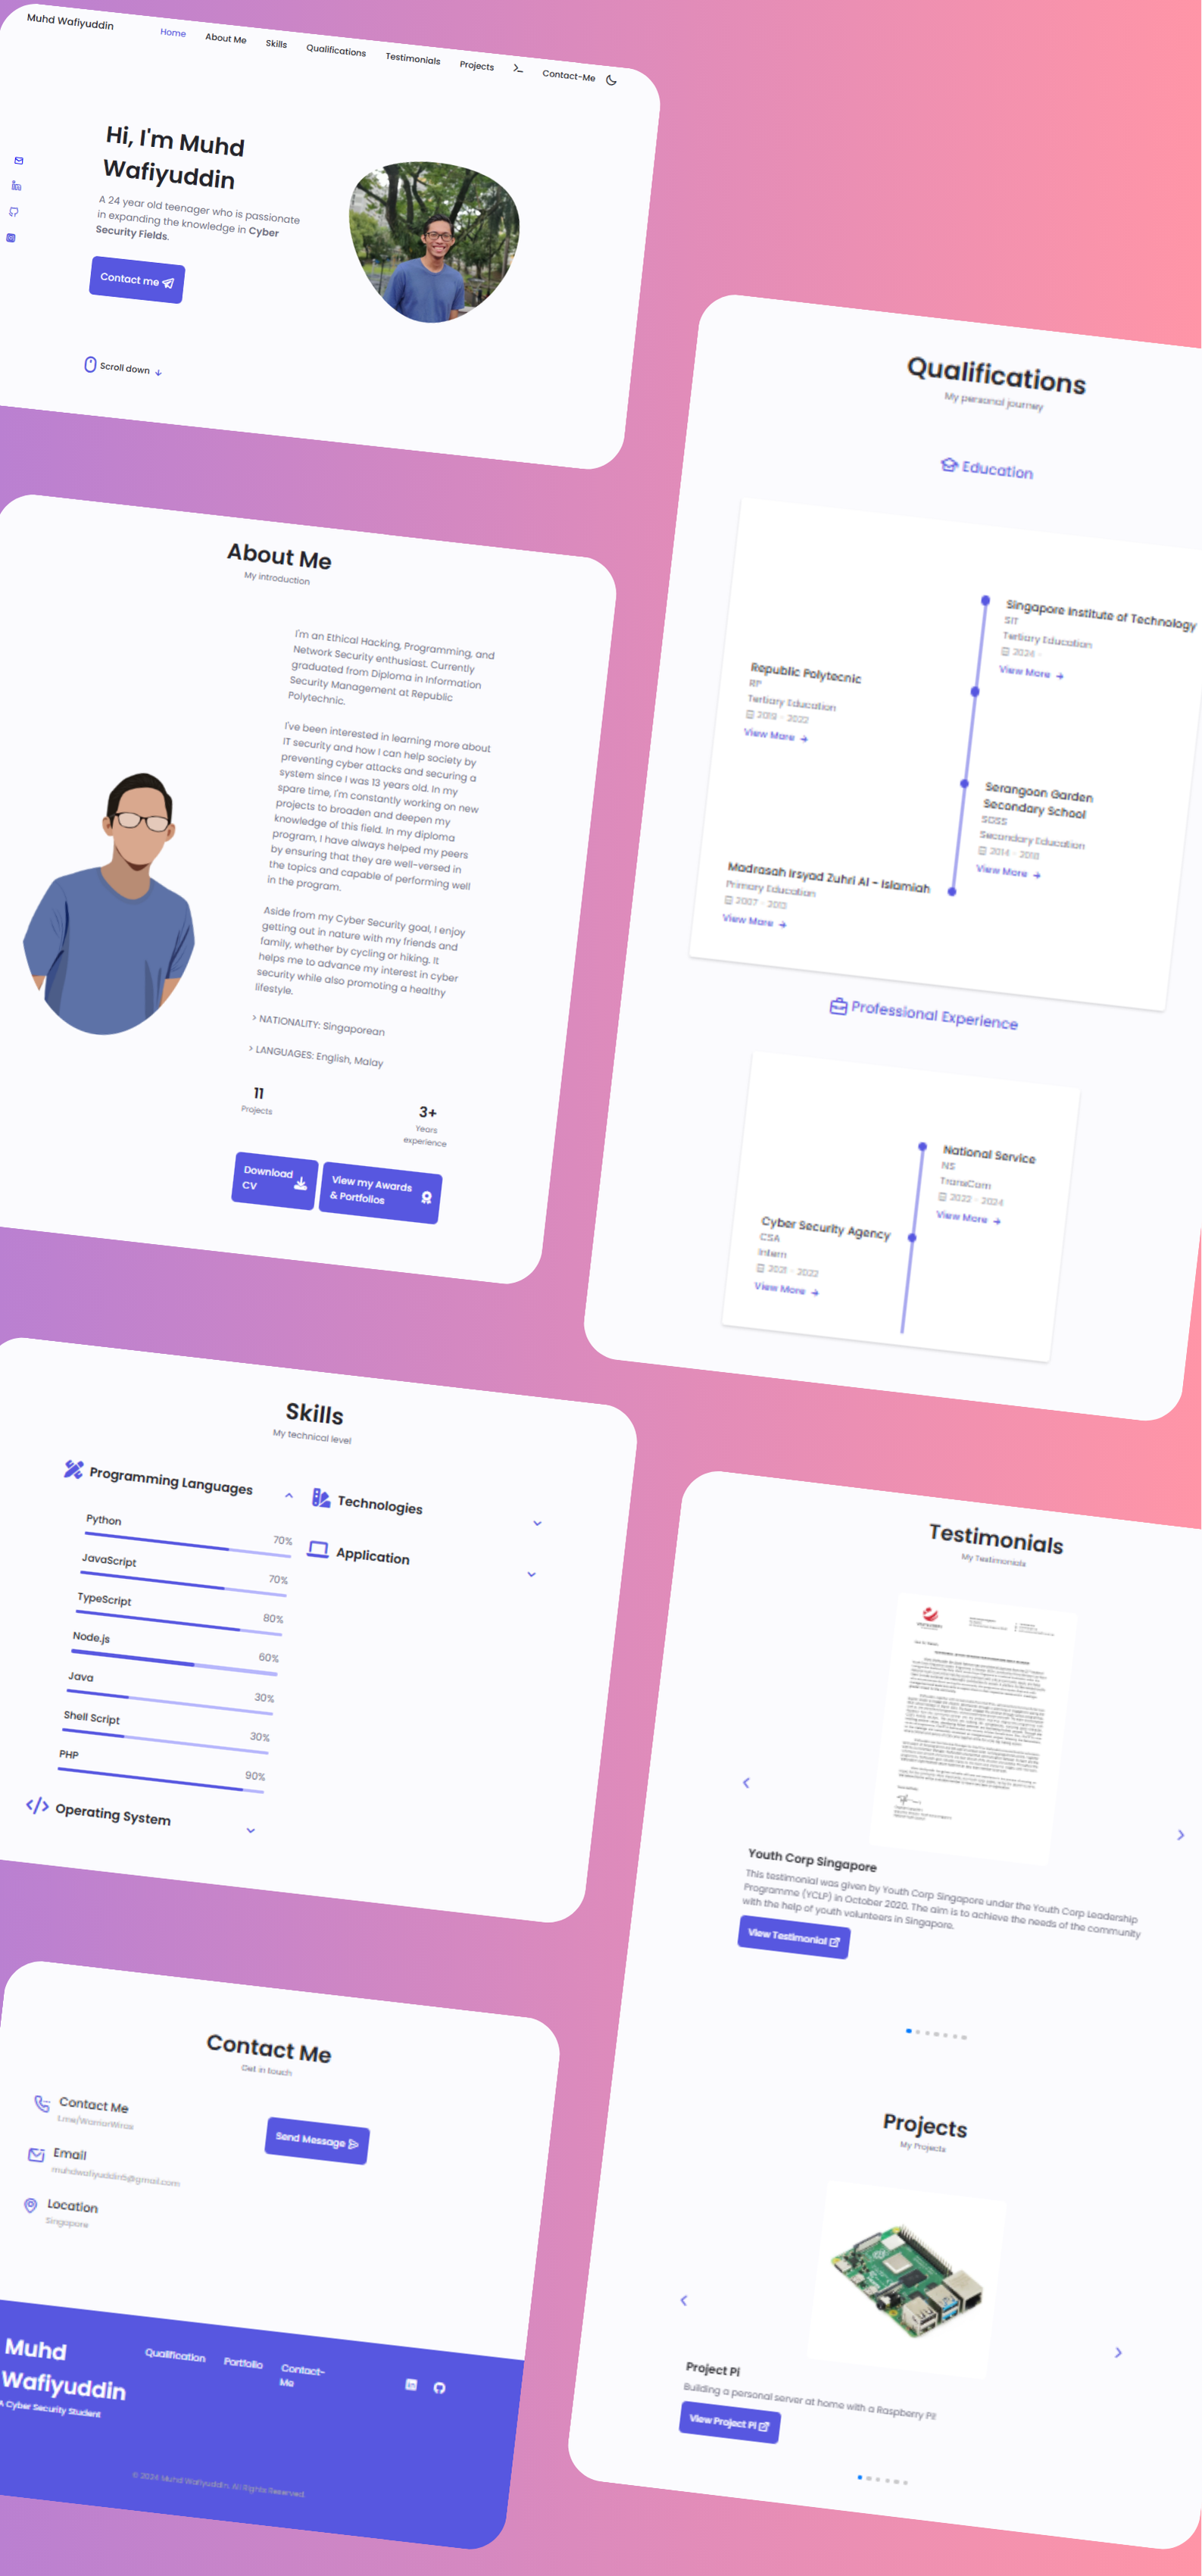 Muhd Wafiyuddin
Home
About Me
Skills
Qualifications
Testimonials
Projects
Contact-Me
Hi, I'm Muhd
Wafiyuddin
A 24 year old teenager who is passionate
in expanding the knowledge in Cyber
Security Fields.
Contact me
Scroll down
About Me
My introduction
I'm an Ethical Hacking, Programming, and
Network Security enthusiast. Currently
graduated from Diploma in Information
Security Management at Republic
Polytechnic.
I've been interested in learning more about
IT security and how I can help society by
preventing cyber attacks and securing a
system since I was 13 years old. In my
spare time, I'm constantly working on new
projects to broaden and deepen my
knowledge of this field. In my diploma
program, I have always helped my peers
by ensuring that they are well-versed in
the topics and capable of performing well
in the program.
Aside from my Cyber Security goal, I enjoy
getting out in nature with my friends and
family, whether by cycling or hiking. It
helps me to advance my interest in cyber
security while also promoting a healthy
lifestyle.
> NATIONALITY: Singaporean
> LANGUAGES: English, Malay
11
Projects
3+
Years
experience
Download
CV
View my Awards
& Portfolios
Skills
My technical level
Programming Languages
Python
70%
JavaScript
70%
TypeScript
80%
Node.js
60%
Java
30%
Shell Script
30%
PHP
90%
Technologies
Application
Operating System
Contact Me
Get in touch
Contact Me
t.me/WarriorWiras
Email
muhdwafiyuddin5@gmail.com
Location
Singapore
Send Message
Muhd
Wafiyuddin
A Cyber Security Student
Qualification
Portfolio
Contact-
Me
© 2024 Muhd Wafiyuddin. All Rights Reserved.
Qualifications
My personal journey
Education
Singapore Institute of Technology
SIT
Tertiary Education
2024 -
View More
Republic Polytecnic
RP
Tertiary Education
2019 - 2022
View More
Serangoon Garden
Secondary School
SGSS
Secondary Education
2014 - 2018
View More
Madrasah Irsyad Zuhri Al - Islamiah
Primary Education
2007 - 2013
View More
Professional Experience
National Service
NS
TransCom
2022 - 2024
View More
Cyber Security Agency
CSA
Intern
2021 - 2022
View More
Testimonials
My Testimonials
Youth Corp Singapore
This testimonial was given by Youth Corp Singapore under the Youth Corp Leadership
Programme (YCLP) in October 2020. The aim is to achieve the needs of the community
with the help of youth volunteers in Singapore.
View Testimonial
Projects
My Projects
Project Pi
Building a personal server at home with a Raspberry Pi!
View Project Pi